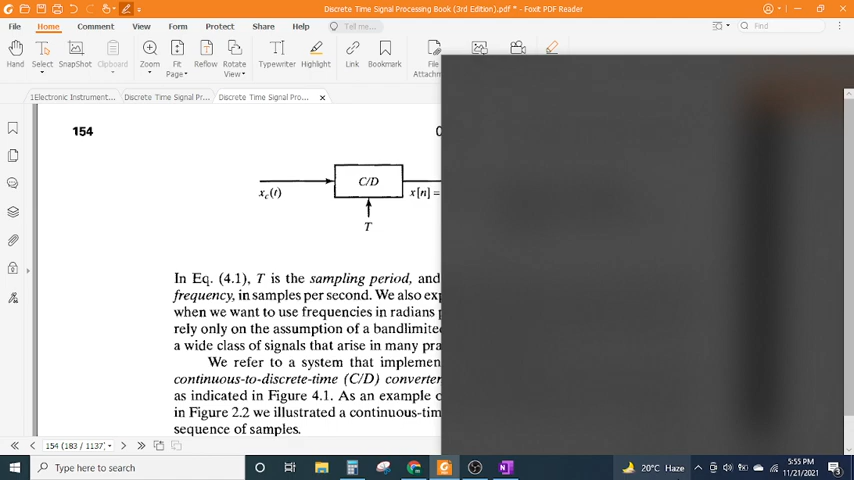 Discrete Time Signal Processing Book (3rd Edition).pdf * - Foxit PDF Reader
File Home Comment View Form Protect Share Help Tell me... Find
Hand Select SnapShot Clipboard Zoom Fit Page Reflow Rotate View Typewriter Highlight Link Bookmark File Attachm
1Electronic Instrument... Discrete Time Signal Pr... Discrete Time Signal Pro...
154 0
C/D
x_c(t) x[n] =
T
In Eq. (4.1), T is the sampling period, and
frequency, in samples per second. We also exp
when we want to use frequencies in radians p
rely only on the assumption of a bandlimited
a wide class of signals that arise in many pra
We refer to a system that implemen
continuous-to-discrete-time (C/D) converter
as indicated in Figure 4.1. As an example o
in Figure 2.2 we illustrated a continuous-tim
sequence of samples.
154 (183 / 1137)
Type here to search 20°C Haze 5:55 PM
11/21/2021
3